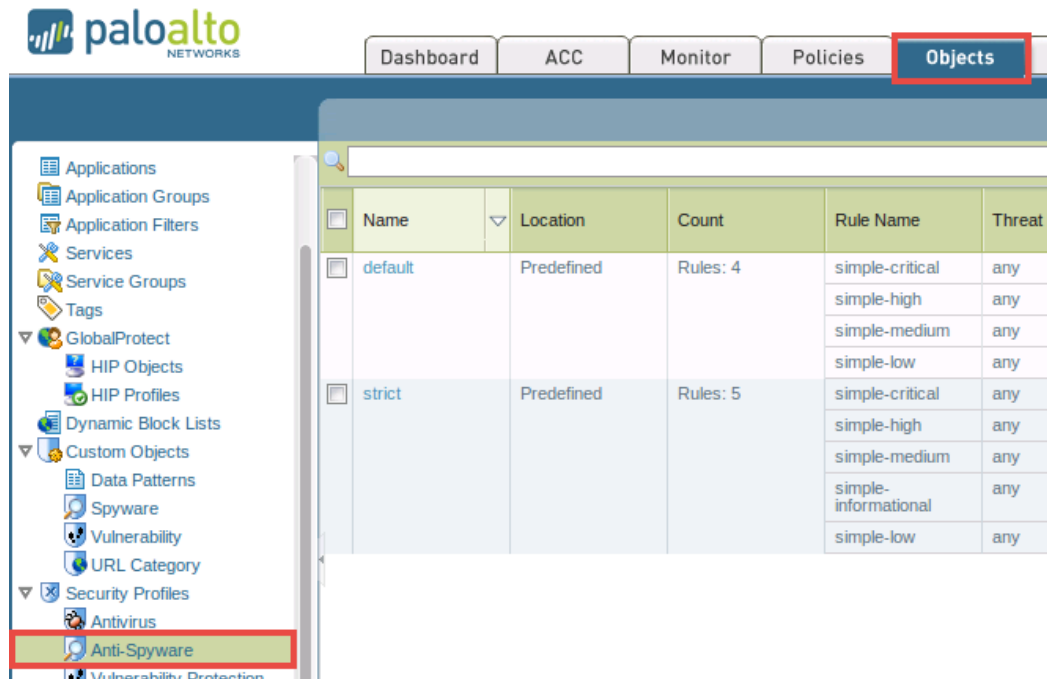 paloalto
NETWORKS
Dashboard ACC Monitor Policies Objects
Applications
Application Groups
Application Filters
Services
Service Groups
Tags
GlobalProtect
HIP Objects
HIP Profiles
Dynamic Block Lists
Custom Objects
Data Patterns
Spyware
Vulnerability
URL Category
Security Profiles
Antivirus
Anti-Spyware
Vulnerability Protection
Name Location Count Rule Name Threat
default Predefined Rules: 4 simple-critical any
simple-high any
simple-medium any
simple-low any
strict Predefined Rules: 5 simple-critical any
simple-high any
simple-medium any
simple-
informational any
simple-low any